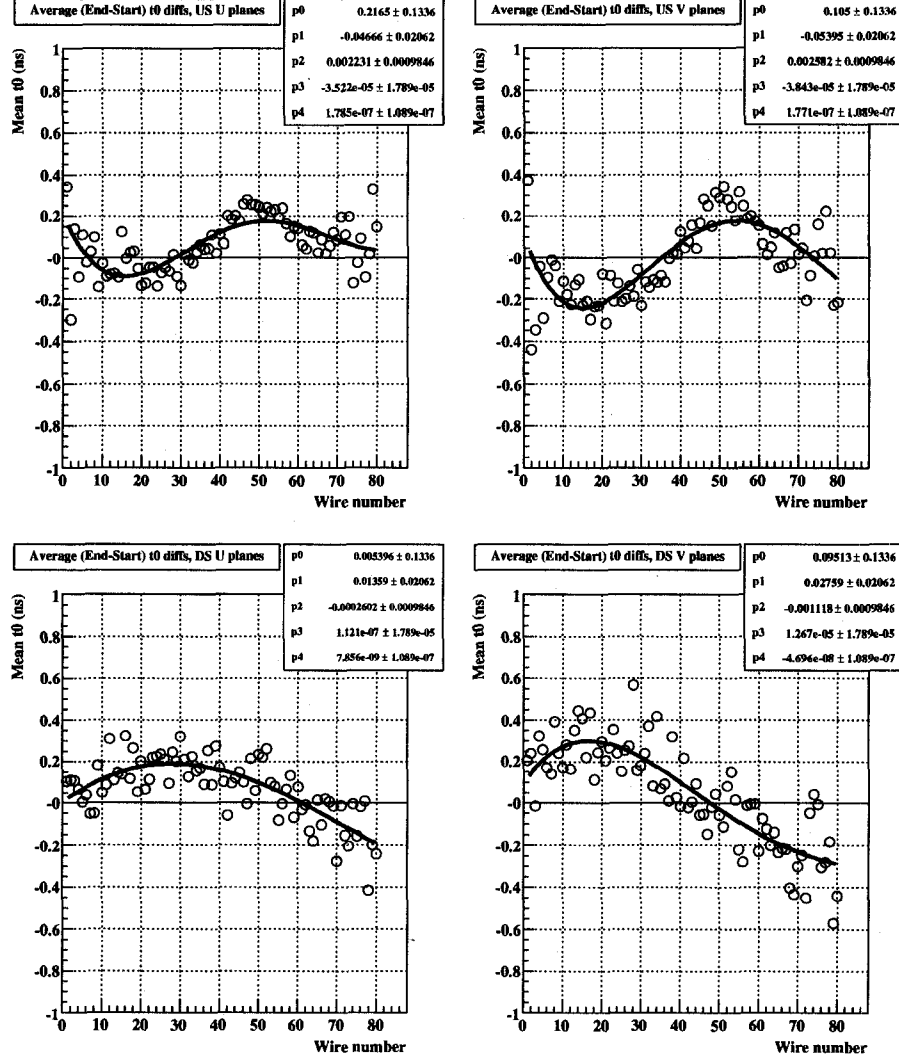 Average (End-Start) t0 diffs, US U planes
p0 0.2165 ± 0.1336
p1 -0.04666 ± 0.02062
p2 0.002231 ± 0.0009846
p3 -3.522e-05 ± 1.789e-05
p4 1.785e-07 ± 1.089e-07
Mean t0 (ns)
1
0.8
0.6
0.4
0.2
-0
-0.2
-0.4
-0.6
-0.8
-1
0 10 20 30 40 50 60 70 80
Wire number
Average (End-Start) t0 diffs, US V planes
p0 0.105 ± 0.1336
p1 -0.05395 ± 0.02062
p2 0.002582 ± 0.0009846
p3 -3.843e-05 ± 1.789e-05
p4 1.771e-07 ± 1.089e-07
Mean t0 (ns)
1
0.8
0.6
0.4
0.2
-0
-0.2
-0.4
-0.6
-0.8
-1
0 10 20 30 40 50 60 70 80
Wire number
Average (End-Start) t0 diffs, DS U planes
p0 0.005396 ± 0.1336
p1 0.01359 ± 0.02062
p2 -0.0002602 ± 0.0009846
p3 1.121e-07 ± 1.789e-05
p4 7.856e-09 ± 1.089e-07
Mean t0 (ns)
1
0.8
0.6
0.4
0.2
-0
-0.2
-0.4
-0.6
-0.8
-1
0 10 20 30 40 50 60 70 80
Wire number
Average (End-Start) t0 diffs, DS V planes
p0 0.09513 ± 0.1336
p1 0.02759 ± 0.02062
p2 -0.001118 ± 0.0009846
p3 1.267e-05 ± 1.789e-05
p4 -4.696e-08 ± 1.089e-07
Mean t0 (ns)
1
0.8
0.6
0.4
0.2
-0
-0.2
-0.4
-0.6
-0.8
-1
0 10 20 30 40 50 60 70 80
Wire number